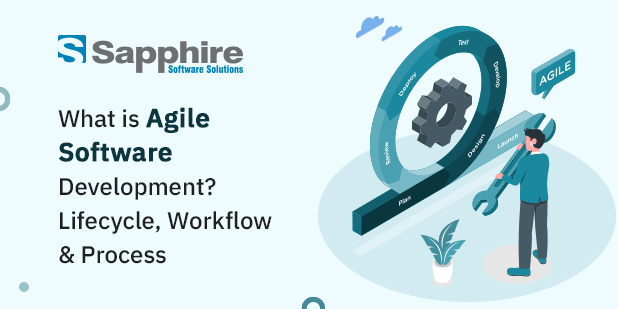 Sapphire
Software Solutions
What is Agile
Software
Development?
Lifecycle, Workflow
& Process
Test
Develop
Deploy
Design
Review
Launch
Plan
AGILE